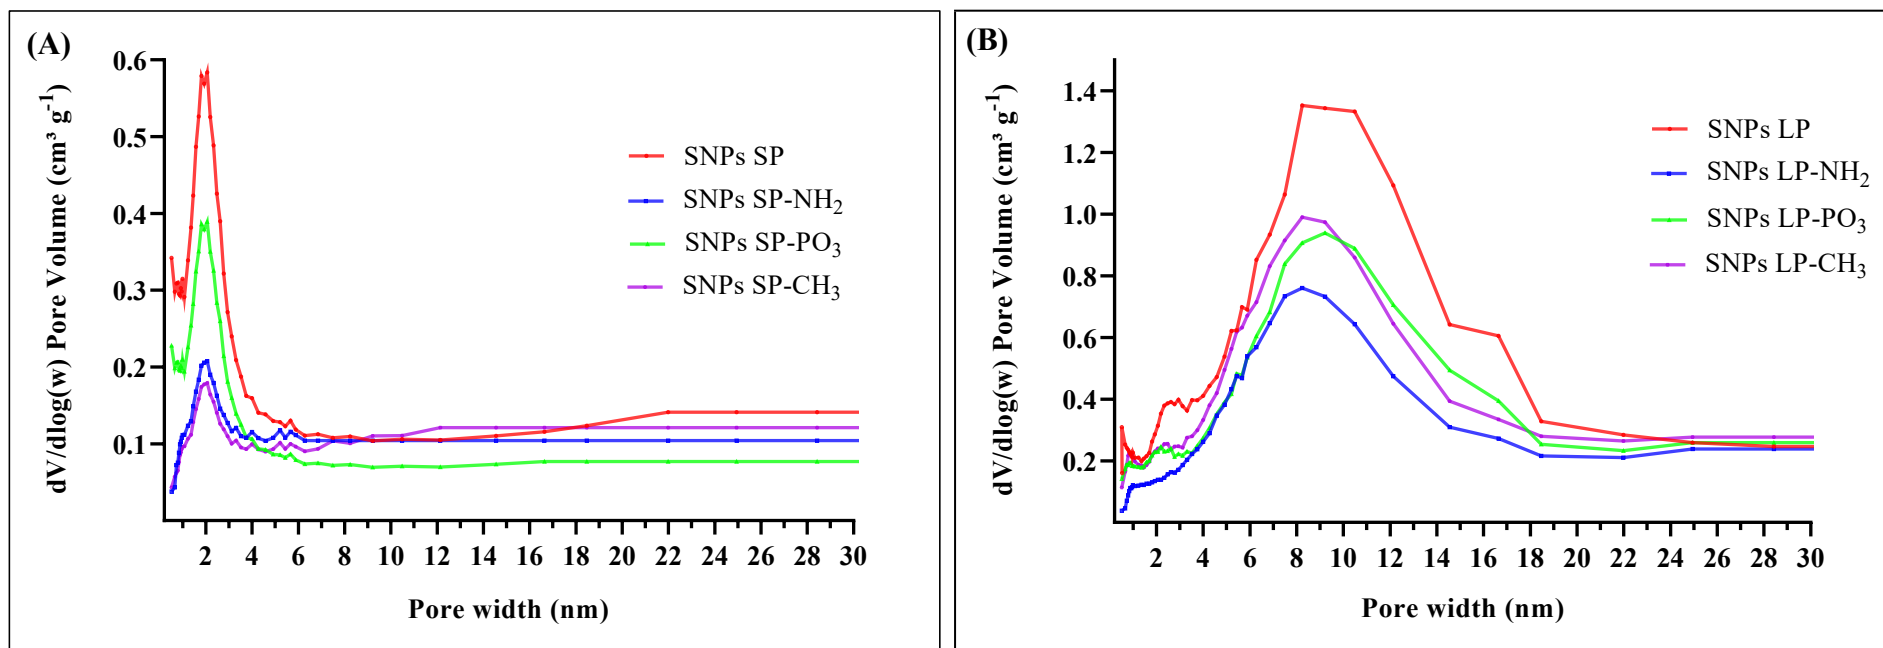 (A)
dV/dlog(w) Pore Volume (cm³ g⁻¹)
0.6
0.5
0.4
0.3
0.2
0.1
SNPs SP
SNPs SP-NH₂
SNPs SP-PO₃
SNPs SP-CH₃
2 4 6 8 10 12 14 16 18 20 22 24 26 28 30
Pore width (nm)
(B)
dV/dlog(w) Pore Volume (cm³ g⁻¹)
1.4
1.2
1.0
0.8
0.6
0.4
0.2
SNPs LP
SNPs LP-NH₂
SNPs LP-PO₃
SNPs LP-CH₃
2 4 6 8 10 12 14 16 18 20 22 24 26 28 30
Pore width (nm)